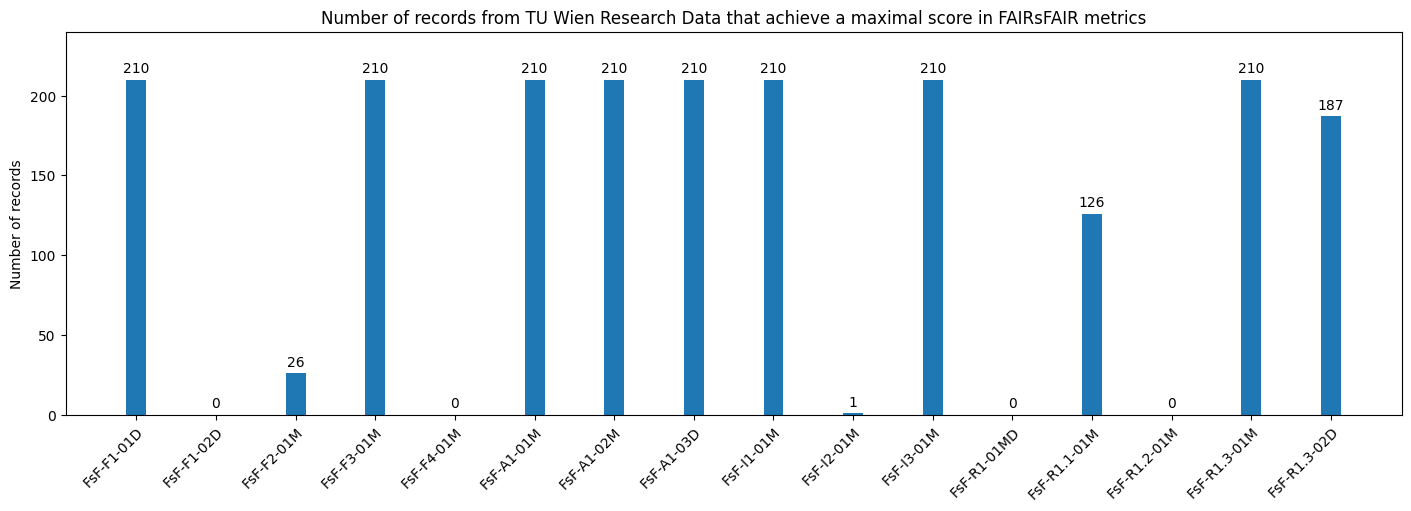 Number of records from TU Wien Research Data that achieve a maximal score in FAIRsFAIR metrics
Number of records
200
150
100
50
0
210
0
26
210
0
210
210
210
210
1
210
0
126
0
210
187
FsF-F1-01D
FsF-F1-02D
FsF-F2-01M
FsF-F3-01M
FsF-F4-01M
FsF-A1-01M
FsF-A1-02M
FsF-A1-03D
FsF-I1-01M
FsF-I2-01M
FsF-I3-01M
FsF-R1-01MD
FsF-R1.1-01M
FsF-R1.2-01M
FsF-R1.3-01M
FsF-R1.3-02D